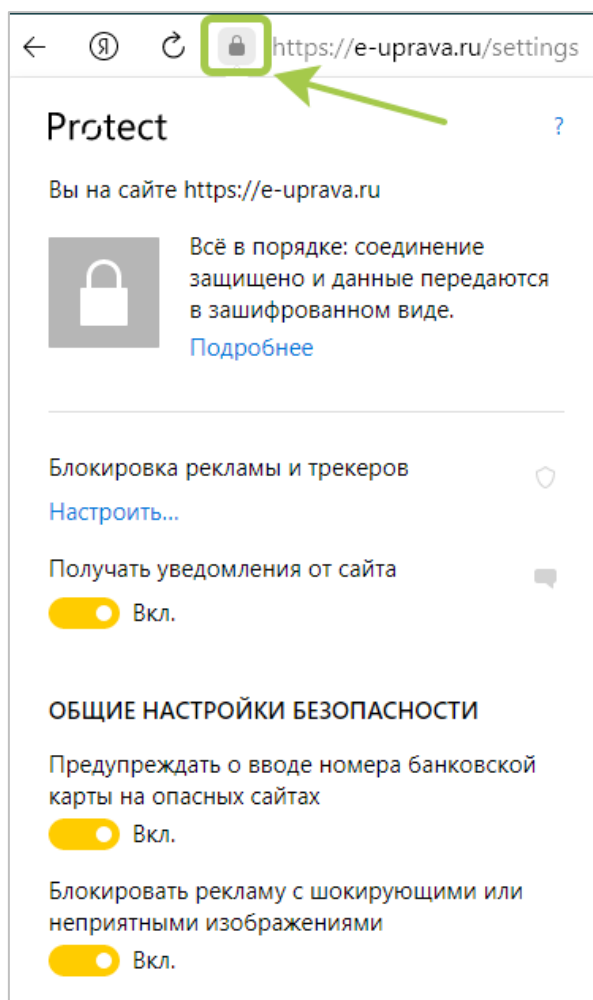 Я https://e-uprava.ru/settings
Protect ?
Вы на сайте https://e-uprava.ru
Всё в порядке: соединение
защищено и данные передаются
в зашифрованном виде.
Подробнее
Блокировка рекламы и трекеров
Настроить...
Получать уведомления от сайта
Вкл.
ОБЩИЕ НАСТРОЙКИ БЕЗОПАСНОСТИ
Предупреждать о вводе номера банковской
карты на опасных сайтах
Вкл.
Блокировать рекламу с шокирующими или
неприятными изображениями
Вкл.